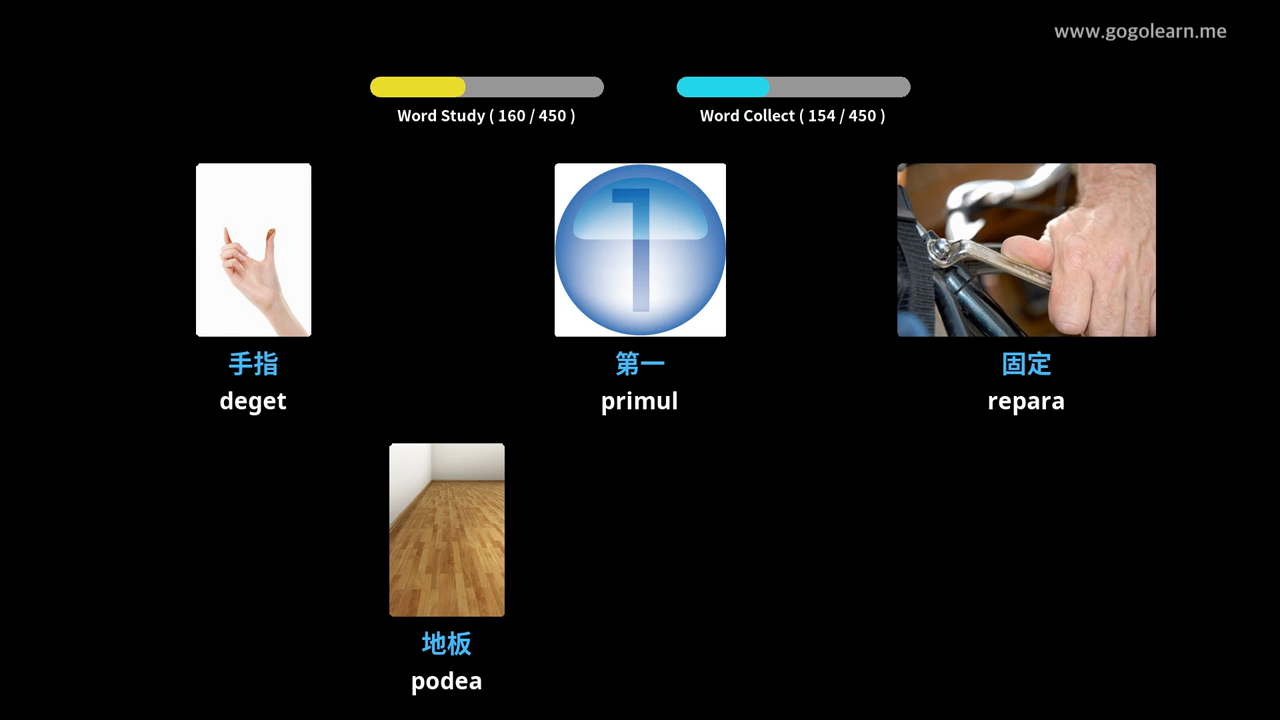 www.gogolearn.me
Word Study ( 160 / 450 )
Word Collect ( 154 / 450 )
1
手指
deget
第一
primul
固定
repara
地板
podea